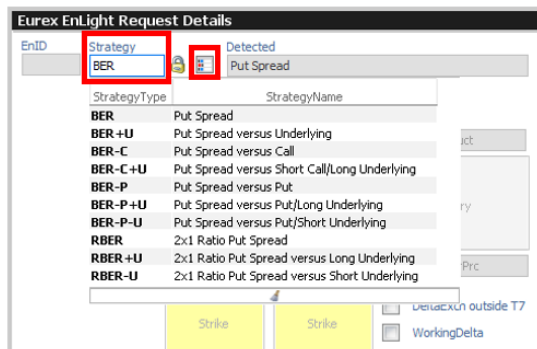 Eurex EnLight Request Details
EnID Strategy Detected
BER Put Spread
StrategyType StrategyName
BER Put Spread
BER+U Put Spread versus Underlying
BER-C Put Spread versus Call
BER-C+U Put Spread versus Short Call/Long Underlying
BER-P Put Spread versus Put
BER-P+U Put Spread versus Put/Long Underlying
BER-P-U Put Spread versus Put/Short Underlying
RBER 2x1 Ratio Put Spread
RBER+U 2x1 Ratio Put Spread versus Long Underlying
RBER-U 2x1 Ratio Put Spread versus Short Underlying
uct
ry
Prc
DeltaExch outside T7
Strike Strike WorkingDelta